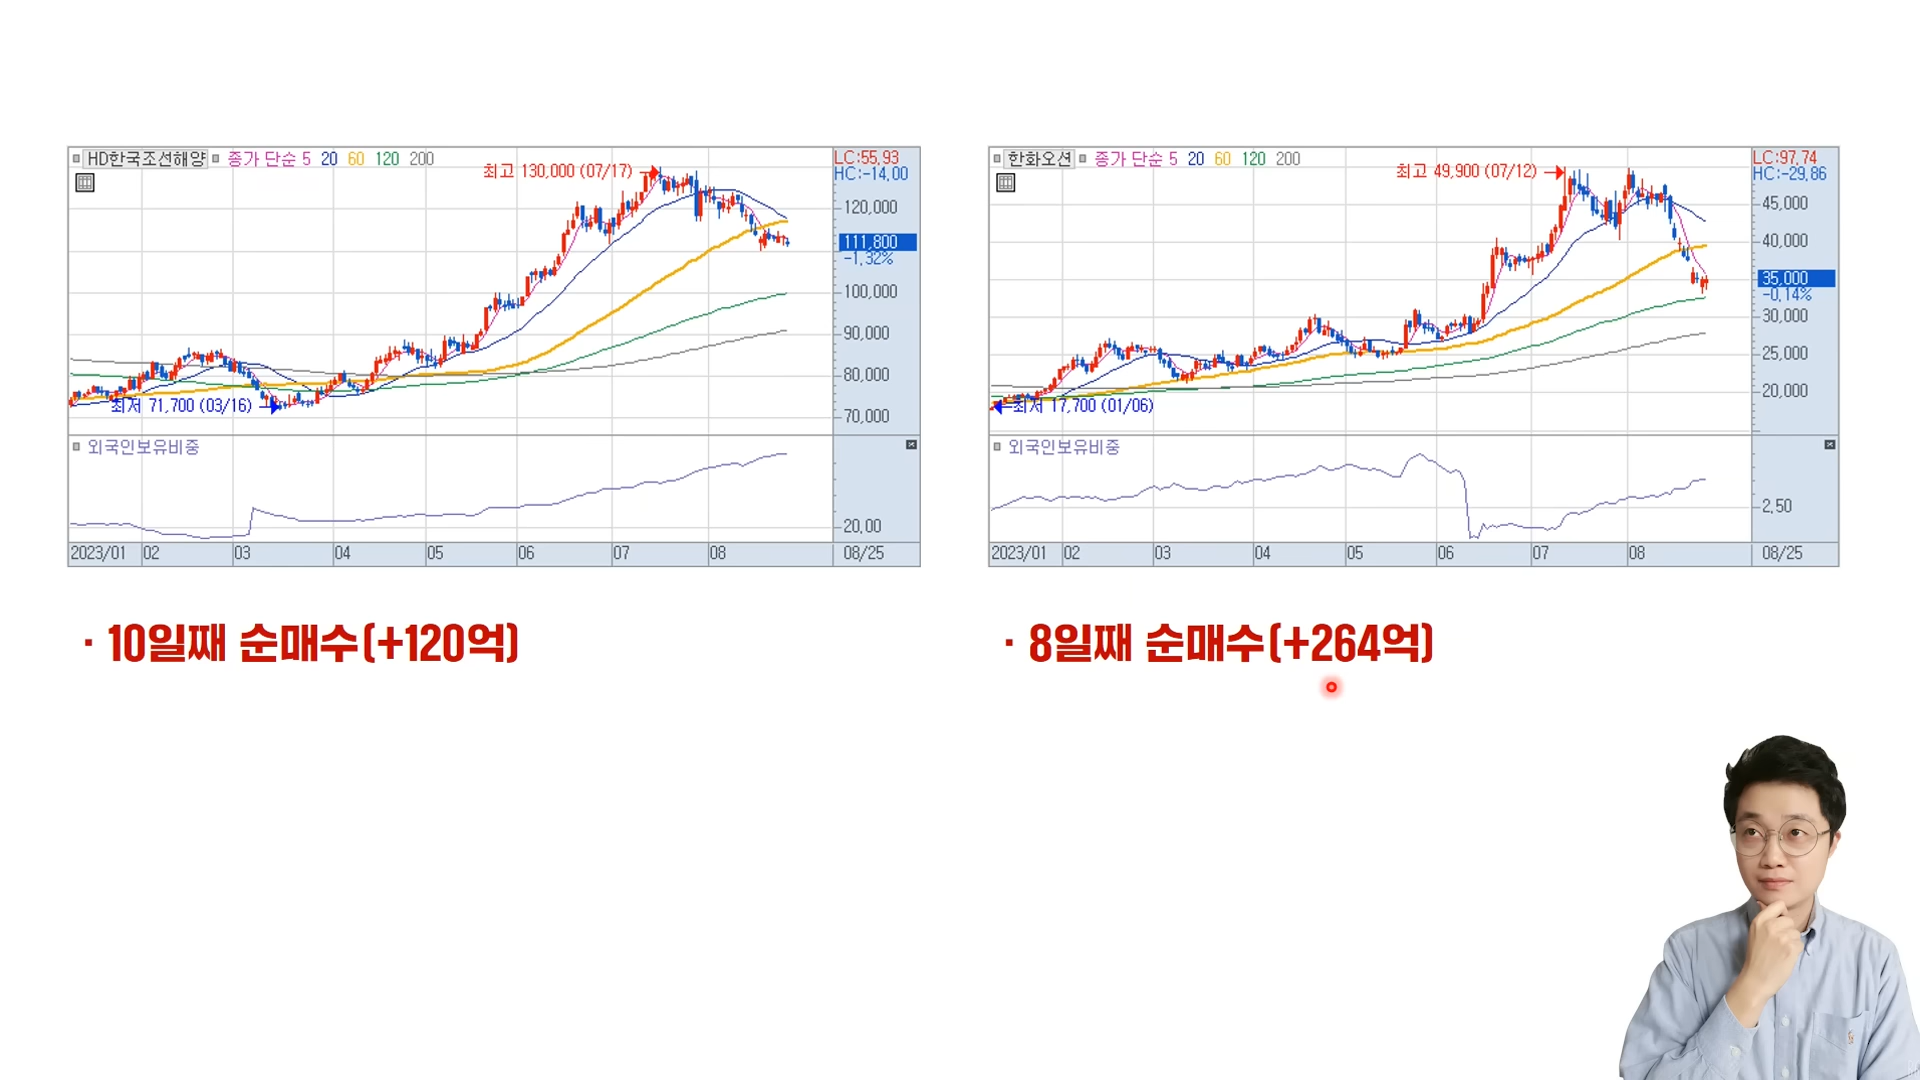 HD한국조선해양 종가 단순 5 20 60 120 200
최고 130,000 (07/17)
LC:55,93
HC:-14,00
120,000
111,800
-1,32%
100,000
90,000
80,000
최저 71,700 (03/16)
70,000
외국인보유비중
20,00
2023/01 02 03 04 05 06 07 08 08/25
· 10일째 순매수(+120억)
한화오션 종가 단순 5 20 60 120 200
최고 49,900 (07/12)
LC:97,74
HC:-29,86
45,000
40,000
35,000
-0,14%
30,000
25,000
20,000
최저 17,700 (01/06)
외국인보유비중
2,50
2023/01 02 03 04 05 06 07 08 08/25
· 8일째 순매수(+264억)